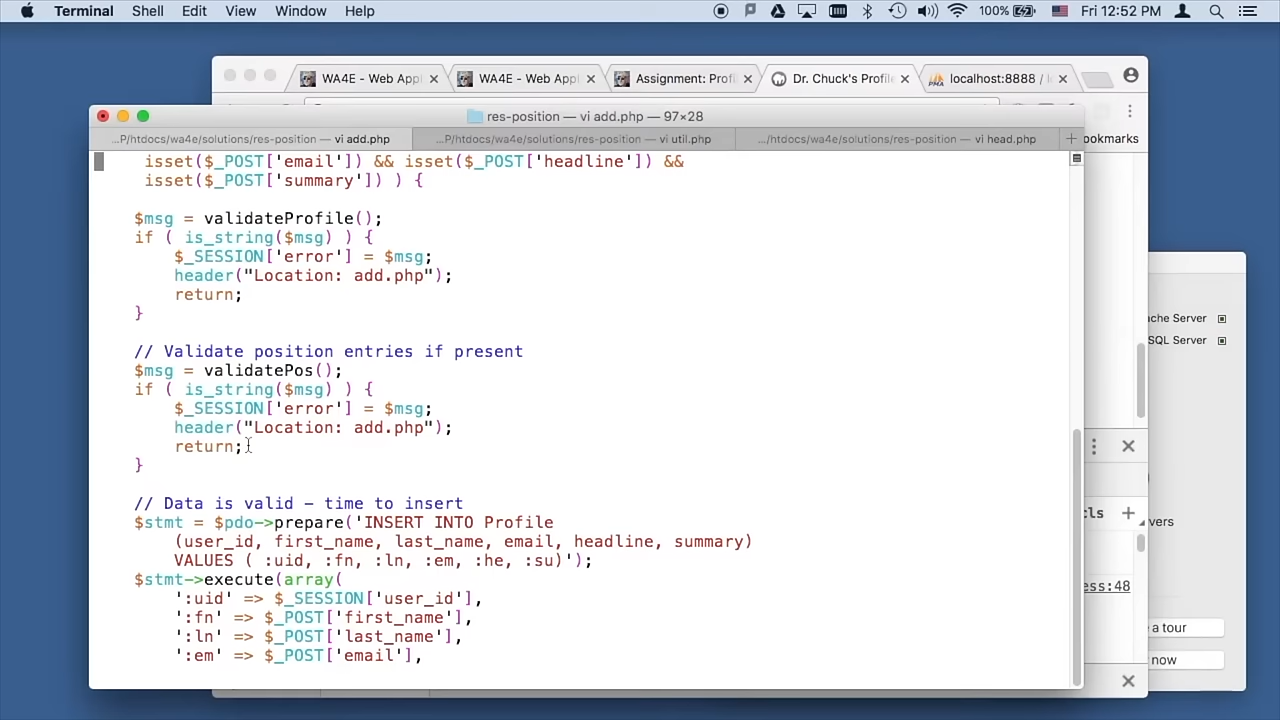 Terminal Shell Edit View Window Help 100% Fri 12:52 PM
WA4E - Web Appl WA4E - Web Appl Assignment: Profi Dr. Chuck's Profile localhost:8888 / l
res-position — vi add.php — 97×28
...P/htdocs/wa4e/solutions/res-position — vi add.php ...P/htdocs/wa4e/solutions/res-position — vi util.php .../htdocs/wa4e/solutions/res-position — vi head.php
okmarks
isset($_POST['email']) && isset($_POST['headline']) &&
isset($_POST['summary']) ) {
$msg = validateProfile();
if ( is_string($msg) ) {
$_SESSION['error'] = $msg;
header("Location: add.php");
return;
}
// Validate position entries if present
$msg = validatePos();
if ( is_string($msg) ) {
$_SESSION['error'] = $msg;
header("Location: add.php");
return;
}
// Data is valid – time to insert
$stmt = $pdo->prepare('INSERT INTO Profile
(user_id, first_name, last_name, email, headline, summary)
VALUES ( :uid, :fn, :ln, :em, :he, :su)');
$stmt->execute(array(
':uid' => $_SESSION['user_id'],
':fn' => $_POST['first_name'],
':ln' => $_POST['last_name'],
':em' => $_POST['email'],
ache Server
SQL Server
ols
vers
ess:48
e a tour
now